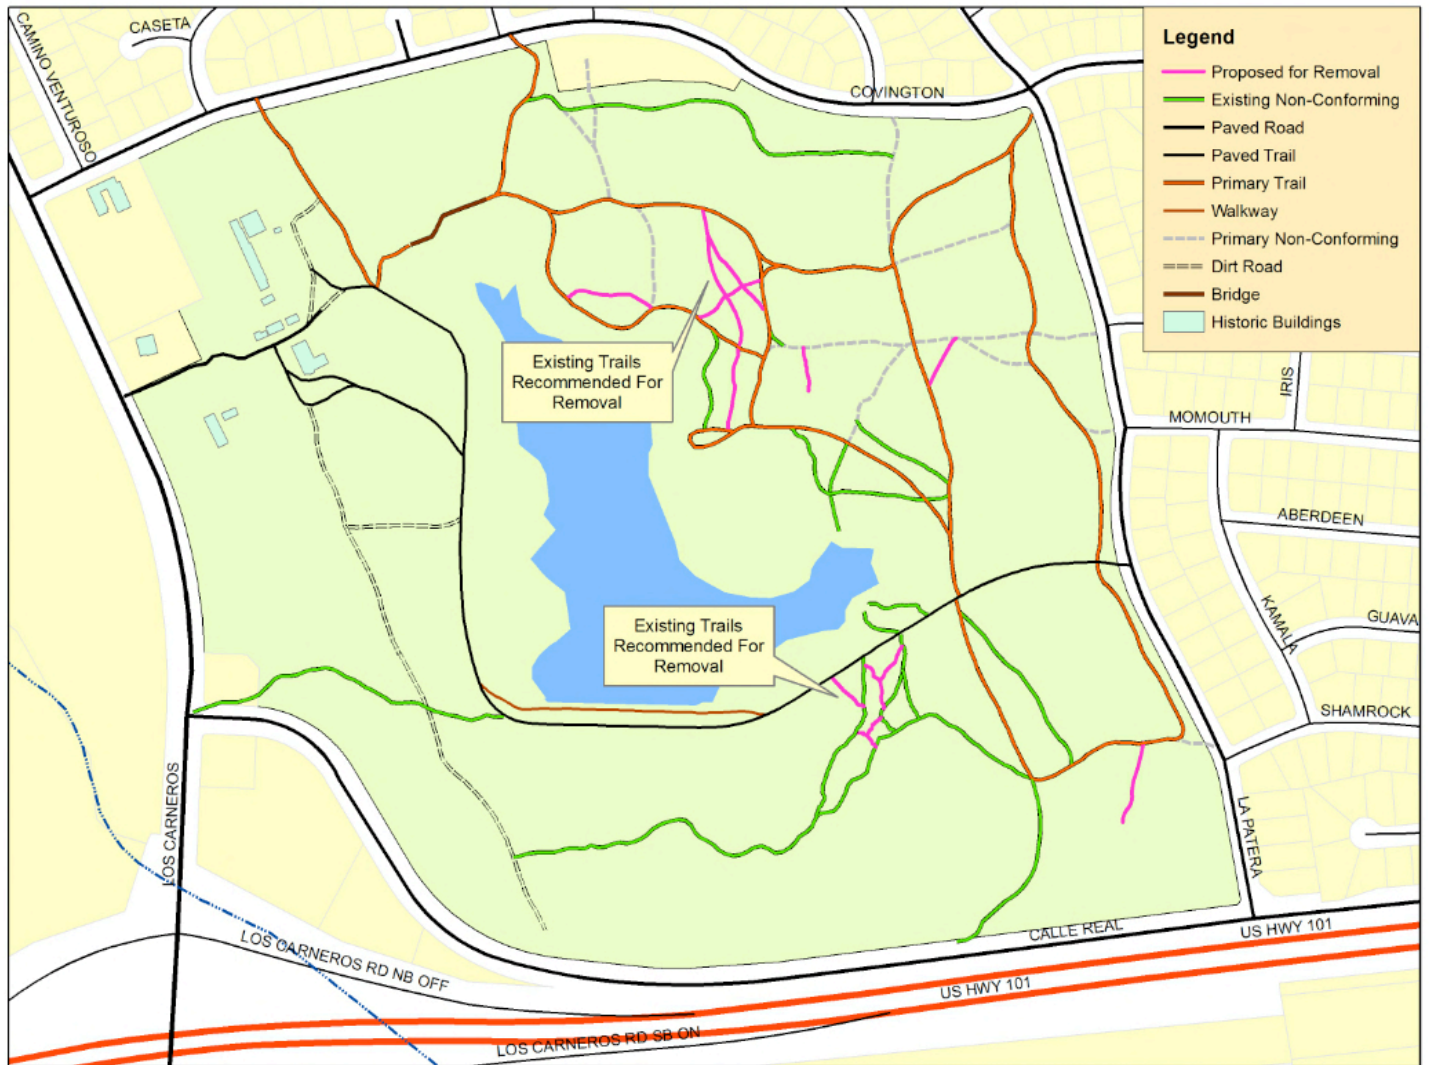 CASETA
CAMINO VENTUROSO
COVINGTON
Legend
Proposed for Removal
Existing Non-Conforming
Paved Road
Paved Trail
Primary Trail
Walkway
Primary Non-Conforming
Dirt Road
Bridge
Historic Buildings
Existing Trails
Recommended For
Removal
IRIS
MOMOUTH
ABERDEEN
KAMALA
GUAVA
Existing Trails
Recommended For
Removal
SHAMROCK
LOS CARNEROS
LA PATERA
CALLE REAL
US HWY 101
LOS CARNEROS RD NB OFF
US HWY 101
LOS CARNEROS RD SB ON